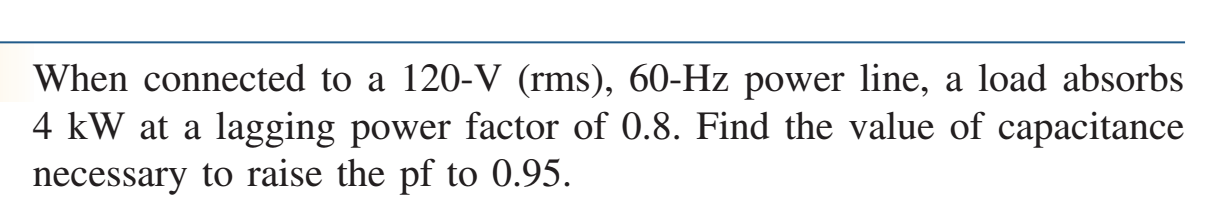 When connected to a 120-V (rms), 60-Hz power line, a load absorbs
4 kW at a lagging power factor of 0.8. Find the value of capacitance
necessary to raise the pf to 0.95.